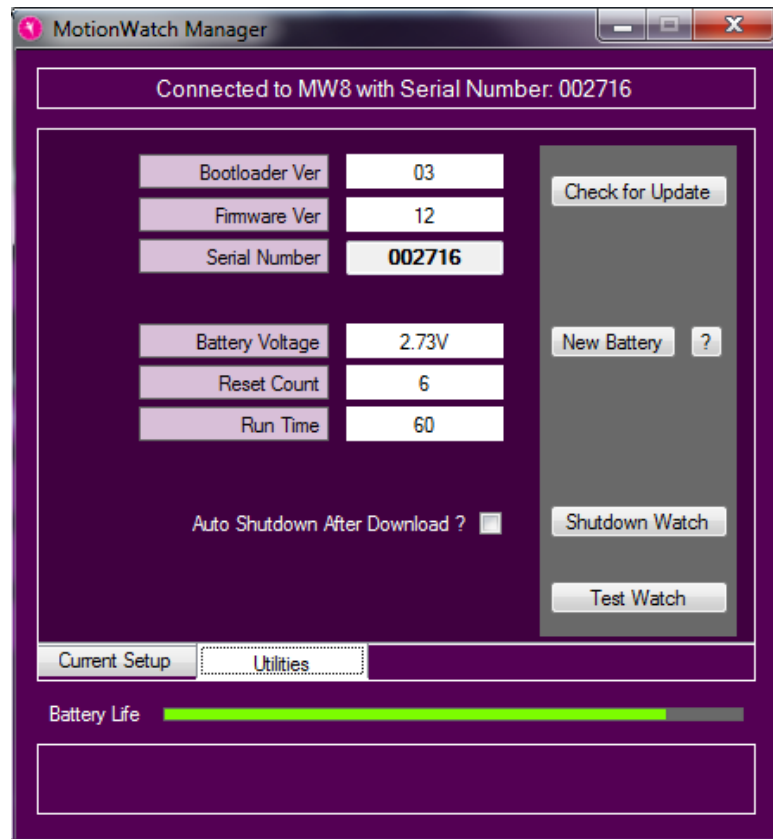 MotionWatch Manager
X
Connected to MW8 with Serial Number: 002716
Bootloader Ver 03
Check for Update
Firmware Ver 12
Serial Number 002716
Battery Voltage 2.73V New Battery ?
Reset Count 6
Run Time 60
Auto Shutdown After Download ? Shutdown Watch
Test Watch
Current Setup Utilities
Battery Life